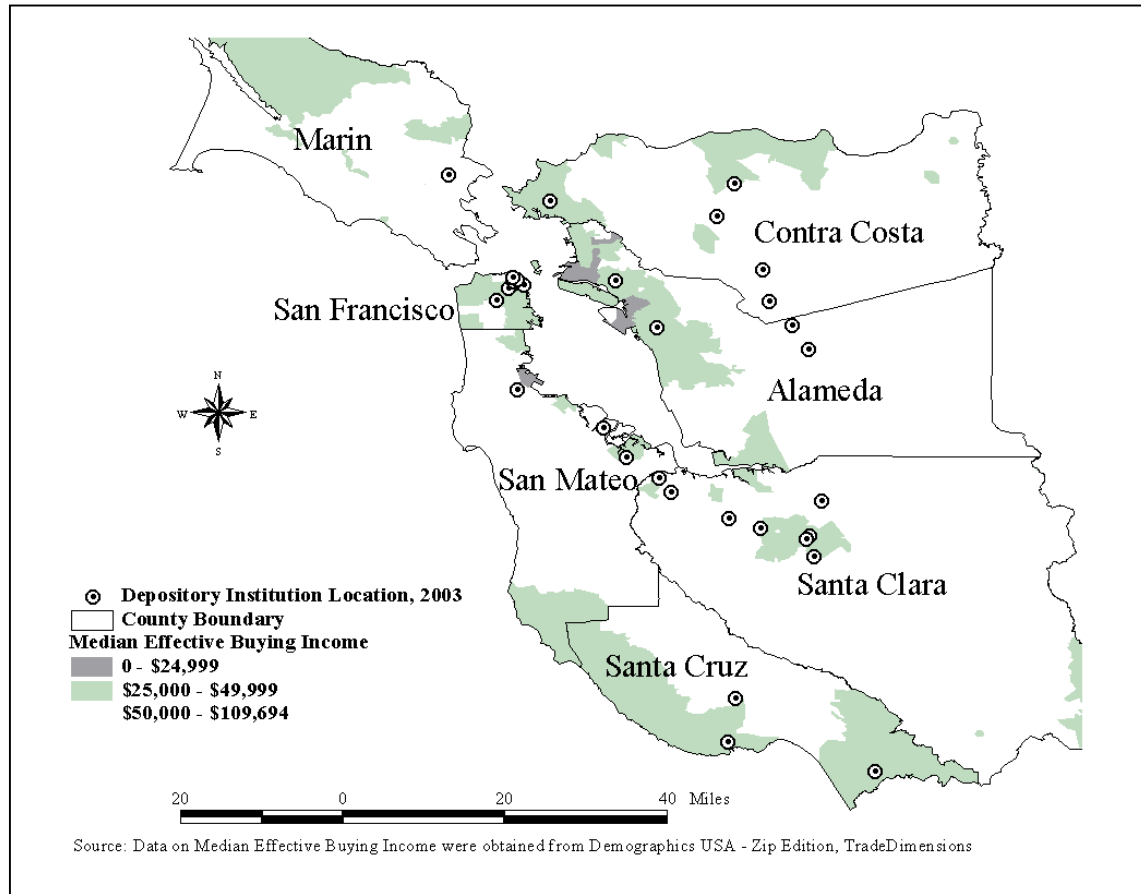 Marin
Contra Costa
San Francisco
Alameda
N
W E
S
San Mateo
Santa Clara
Depository Institution Location, 2003
County Boundary
Median Effective Buying Income
0 - $24,999
$25,000 - $49,999
$50,000 - $109,694
Santa Cruz
20 0 20 40 Miles
Source: Data on Median Effective Buying Income were obtained from Demographics USA - Zip Edition, TradeDimensions